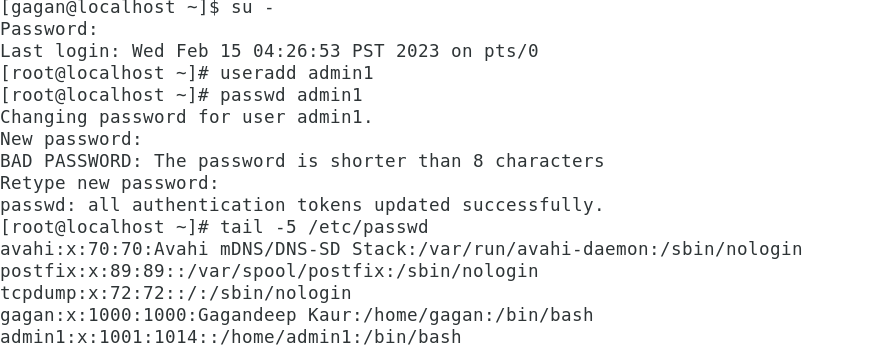 [gagan@localhost ~]$ su -
Password:
Last login: Wed Feb 15 04:26:53 PST 2023 on pts/0
[root@localhost ~]# useradd admin1
[root@localhost ~]# passwd admin1
Changing password for user admin1.
New password:
BAD PASSWORD: The password is shorter than 8 characters
Retype new password:
passwd: all authentication tokens updated successfully.
[root@localhost ~]# tail -5 /etc/passwd
avahi:x:70:70:Avahi mDNS/DNS-SD Stack:/var/run/avahi-daemon:/sbin/nologin
postfix:x:89:89::/var/spool/postfix:/sbin/nologin
tcpdump:x:72:72::/:/sbin/nologin
gagan:x:1000:1000:Gagandeep Kaur:/home/gagan:/bin/bash
admin1:x:1001:1014::/home/admin1:/bin/bash